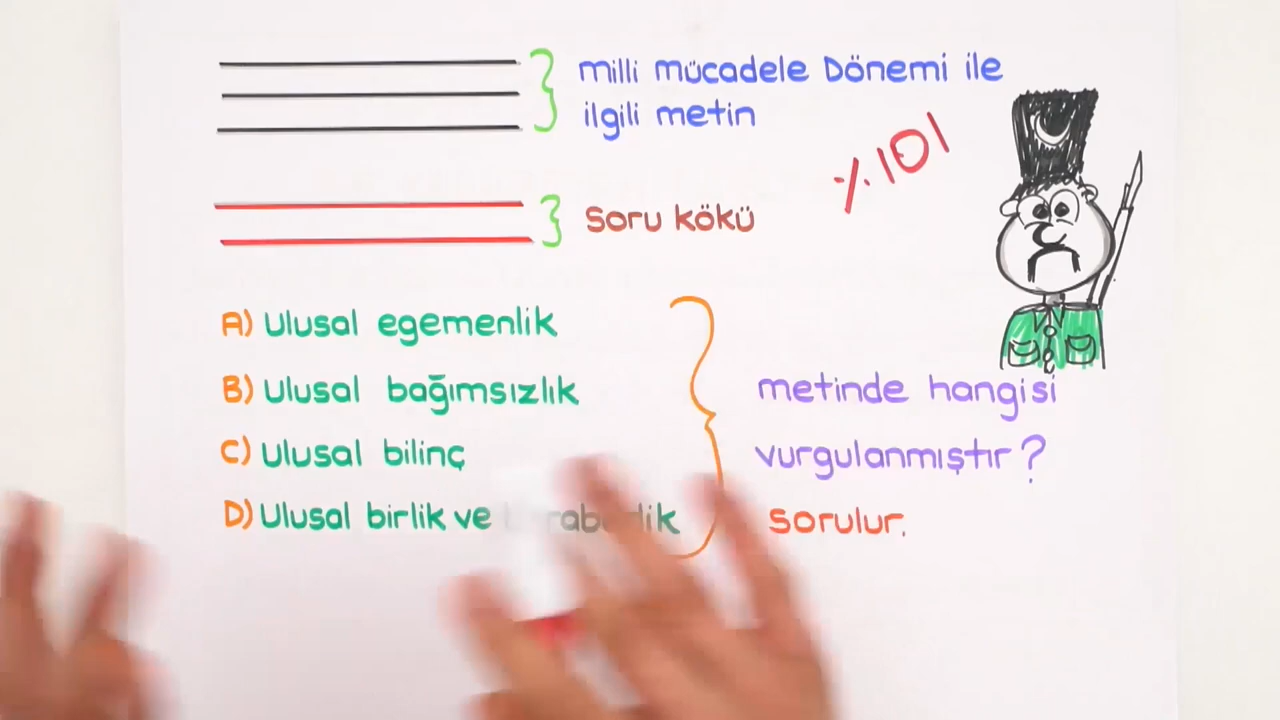 milli mücadele Dönemi ile
ilgili metin
%101
Soru kökü
A) Ulusal egemenlik
B) Ulusal bağımsızlık
C) Ulusal bilinç
D) Ulusal birlik ve
metinde hangisi
vurgulanmıştır?
sorulur.